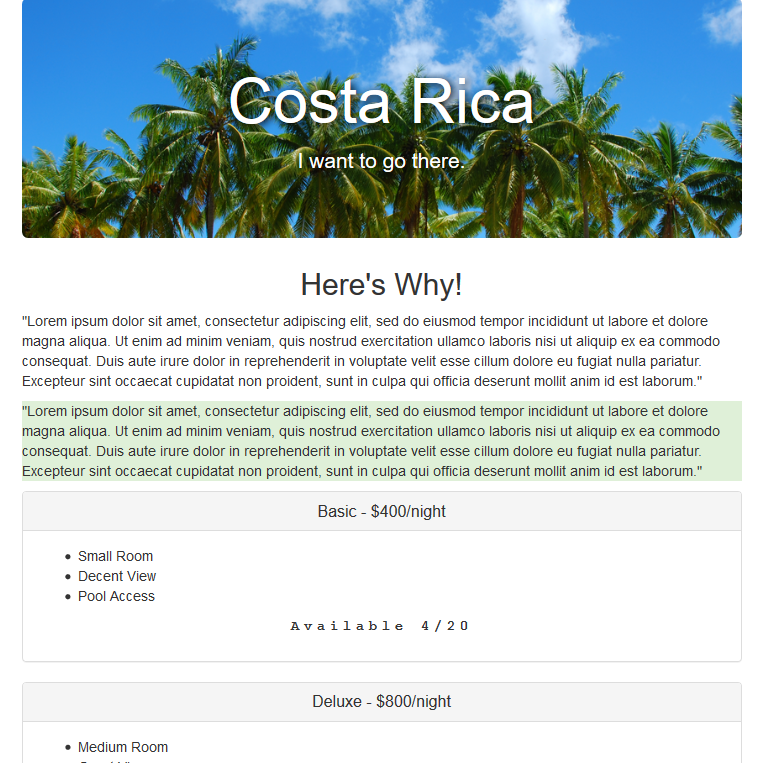 Costa Rica
I want to go there.
Here's Why!
"Lorem ipsum dolor sit amet, consectetur adipiscing elit, sed do eiusmod tempor incididunt ut labore et dolore
magna aliqua. Ut enim ad minim veniam, quis nostrud exercitation ullamco laboris nisi ut aliquip ex ea commodo
consequat. Duis aute irure dolor in reprehenderit in voluptate velit esse cillum dolore eu fugiat nulla pariatur.
Excepteur sint occaecat cupidatat non proident, sunt in culpa qui officia deserunt mollit anim id est laborum."
"Lorem ipsum dolor sit amet, consectetur adipiscing elit, sed do eiusmod tempor incididunt ut labore et dolore
magna aliqua. Ut enim ad minim veniam, quis nostrud exercitation ullamco laboris nisi ut aliquip ex ea commodo
consequat. Duis aute irure dolor in reprehenderit in voluptate velit esse cillum dolore eu fugiat nulla pariatur.
Excepteur sint occaecat cupidatat non proident, sunt in culpa qui officia deserunt mollit anim id est laborum."
Basic - $400/night
• Small Room
• Decent View
• Pool Access
Available 4/20
Deluxe - $800/night
• Medium Room